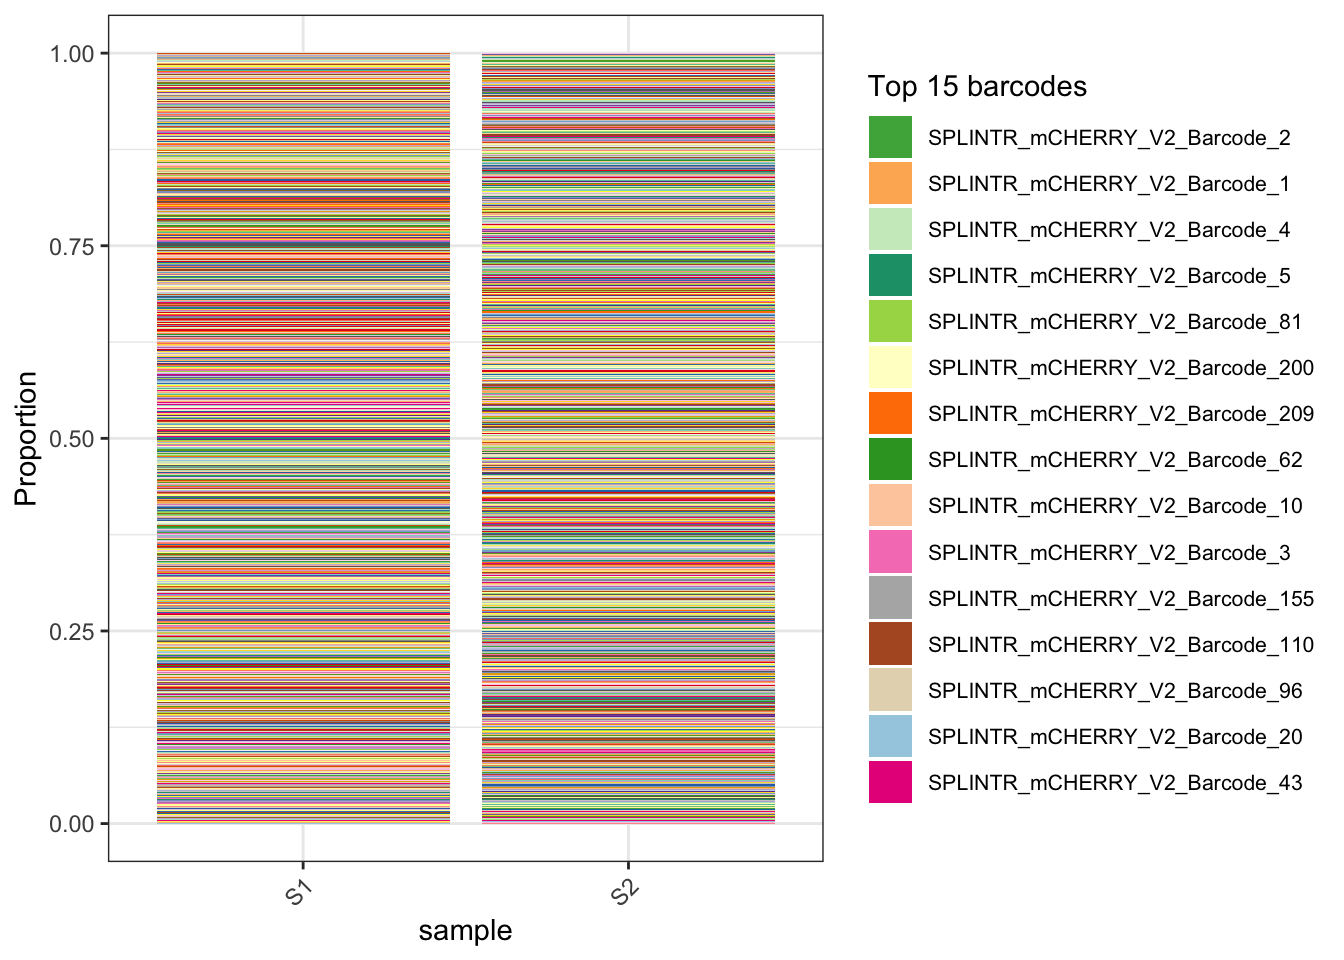 1.00
0.75
0.50
0.25
0.00
Proportion
S1
S2
sample
Top 15 barcodes
SPLINTR_mCHERRY_V2_Barcode_2
SPLINTR_mCHERRY_V2_Barcode_1
SPLINTR_mCHERRY_V2_Barcode_4
SPLINTR_mCHERRY_V2_Barcode_5
SPLINTR_mCHERRY_V2_Barcode_81
SPLINTR_mCHERRY_V2_Barcode_200
SPLINTR_mCHERRY_V2_Barcode_209
SPLINTR_mCHERRY_V2_Barcode_62
SPLINTR_mCHERRY_V2_Barcode_10
SPLINTR_mCHERRY_V2_Barcode_3
SPLINTR_mCHERRY_V2_Barcode_155
SPLINTR_mCHERRY_V2_Barcode_110
SPLINTR_mCHERRY_V2_Barcode_96
SPLINTR_mCHERRY_V2_Barcode_20
SPLINTR_mCHERRY_V2_Barcode_43